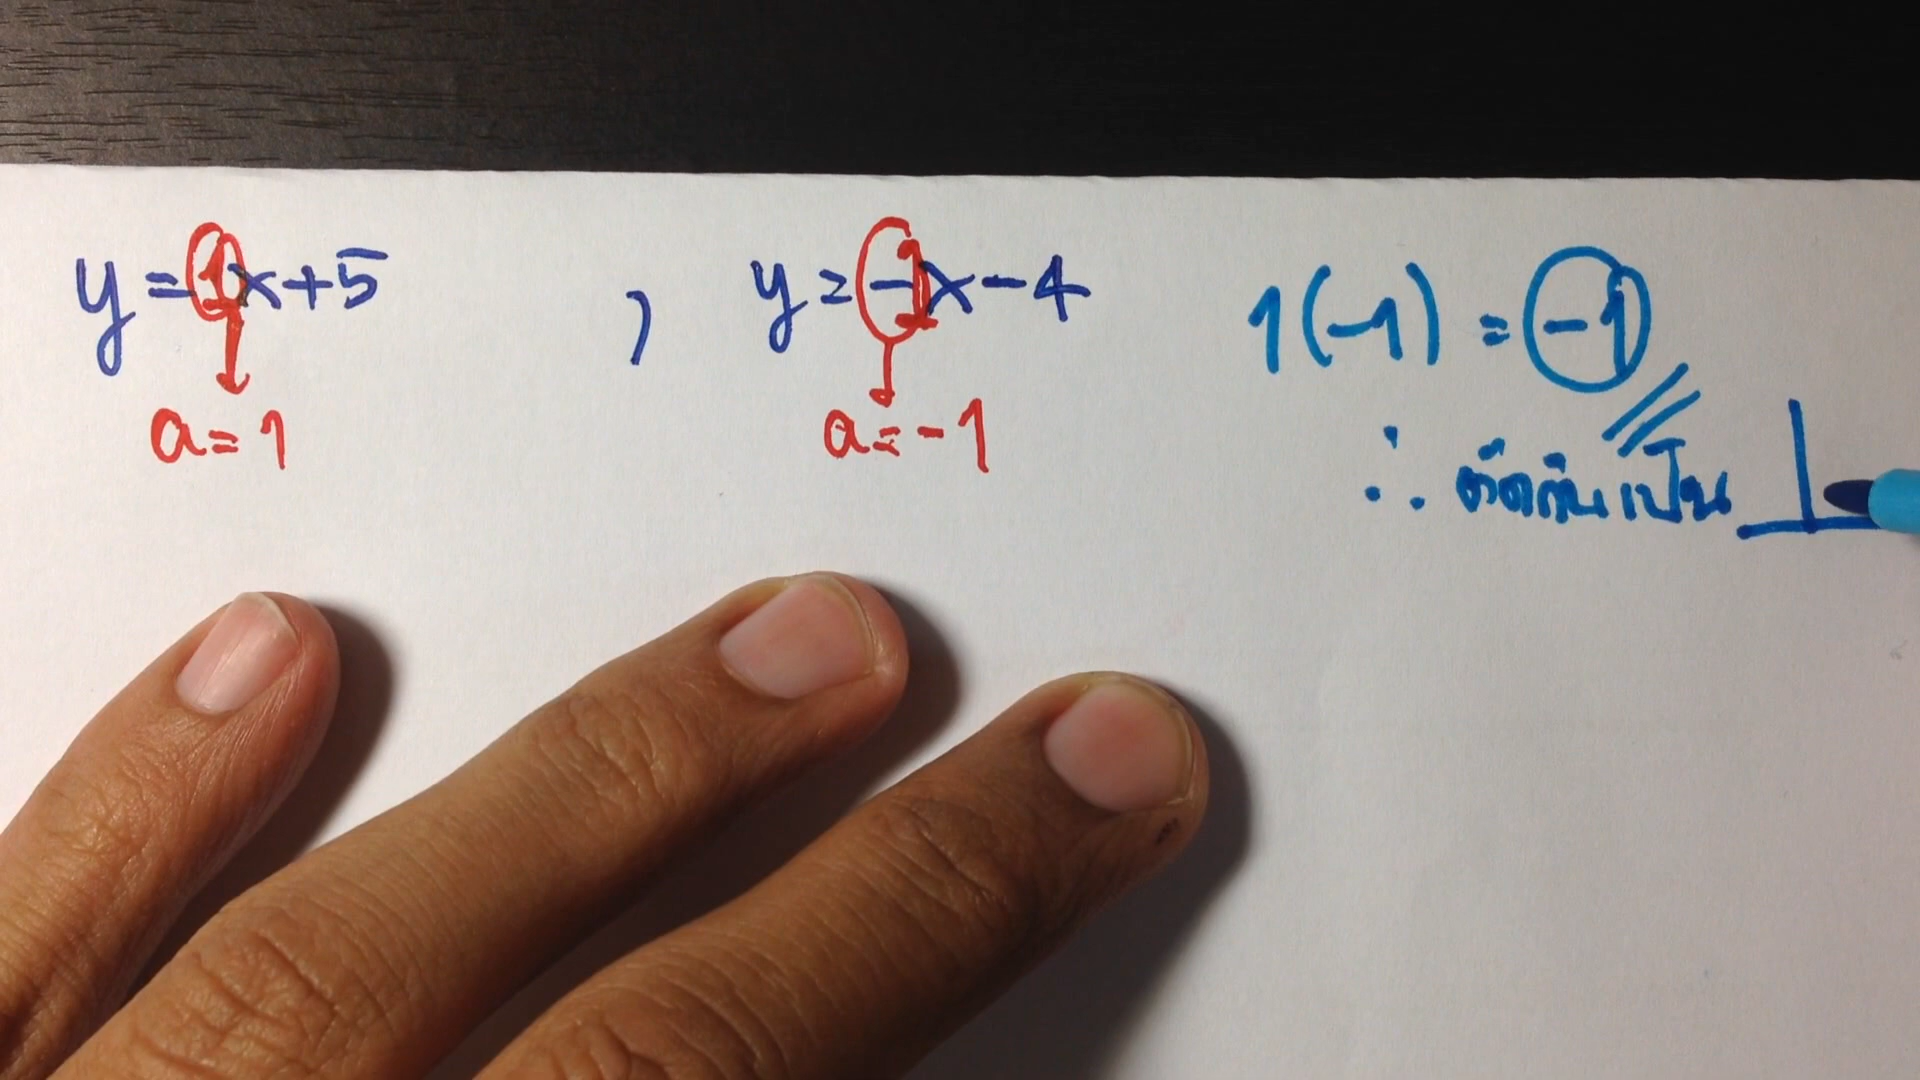 y = 1x + 5 , y = -1x - 4 1(-1) = -1
a = 1 a = -1
∴ ตัดกันเป็น ⊥